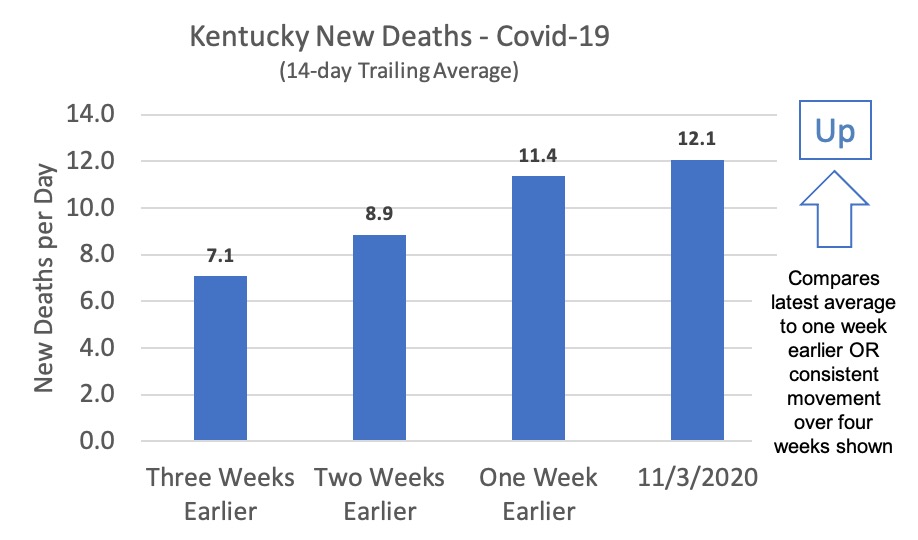 Kentucky New Deaths - Covid-19
(14-day Trailing Average)
New Deaths per Day
14.0
12.0
10.0
8.0
6.0
4.0
2.0
0.0
7.1
8.9
11.4
12.1
Three Weeks
Earlier
Two Weeks
Earlier
One Week
Earlier
11/3/2020
Up
Compares
latest average
to one week
earlier OR
consistent
movement
over four
weeks shown